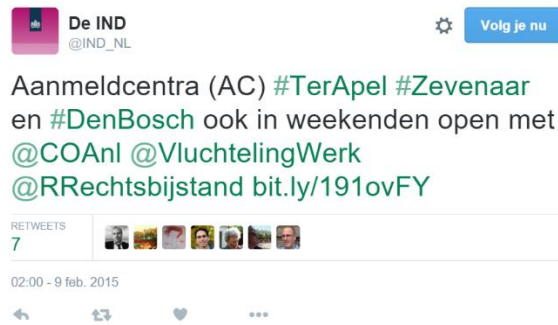 De IND
@IND_NL
Volg je nu
Aanmeldcentra (AC) #TerApel #Zevenaar
en #DenBosch ook in weekenden open met
@COAnl @VluchtelingWerk
@RRechtsbijstand bit.ly/191ovFY
RETWEETS
7
02:00 - 9 feb. 2015